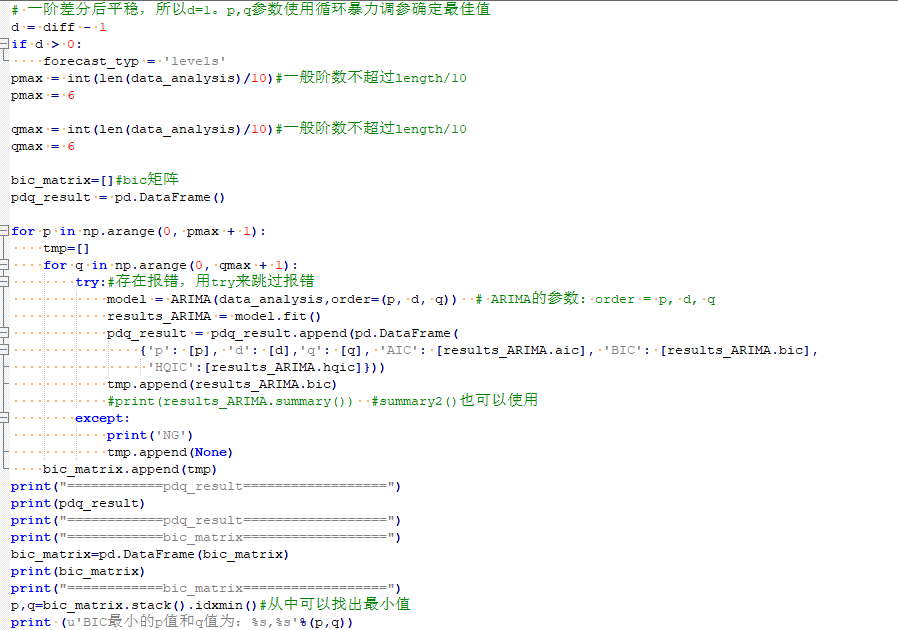 # 一阶差分后平稳，所以d=1。p,q参数使用循环暴力调参确定最佳值
d = diff - 1
if d > 0:
    forecast_typ = 'levels'
pmax = int(len(data_analysis)/10)#一般阶数不超过length/10
pmax = 6
qmax = int(len(data_analysis)/10)#一般阶数不超过length/10
qmax = 6
bic_matrix=[]#bic矩阵
pdq_result = pd.DataFrame()
for p in np.arange(0, pmax + 1):
    tmp=[]
    for q in np.arange(0, qmax + 1):
        try:#存在报错，用try来跳过报错
            model = ARIMA(data_analysis,order=(p, d, q))  # ARIMA的参数: order = p, d, q
            results_ARIMA = model.fit()
            pdq_result = pdq_result.append(pd.DataFrame(
                {'p': [p], 'd': [d],'q': [q], 'AIC': [results_ARIMA.aic], 'BIC': [results_ARIMA.bic],
                 'HQIC':[results_ARIMA.hqic]}))
            tmp.append(results_ARIMA.bic)
            #print(results_ARIMA.summary())  #summary2()也可以使用
        except:
            print('NG')
            tmp.append(None)
    bic_matrix.append(tmp)
print("============pdq_result==================")
print(pdq_result)
print("============pdq_result==================")
print("============bic_matrix==================")
bic_matrix=pd.DataFrame(bic_matrix)
print(bic_matrix)
print("============bic_matrix==================")
p,q=bic_matrix.stack().idxmin()#从中可以找出最小值
print (u'BIC最小的p值和q值为：%s,%s'%(p,q))